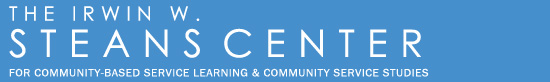 THE IRWIN W.
STEANS CENTER
FOR COMMUNITY-BASED SERVICE LEARNING & COMMUNITY SERVICE STUDIES